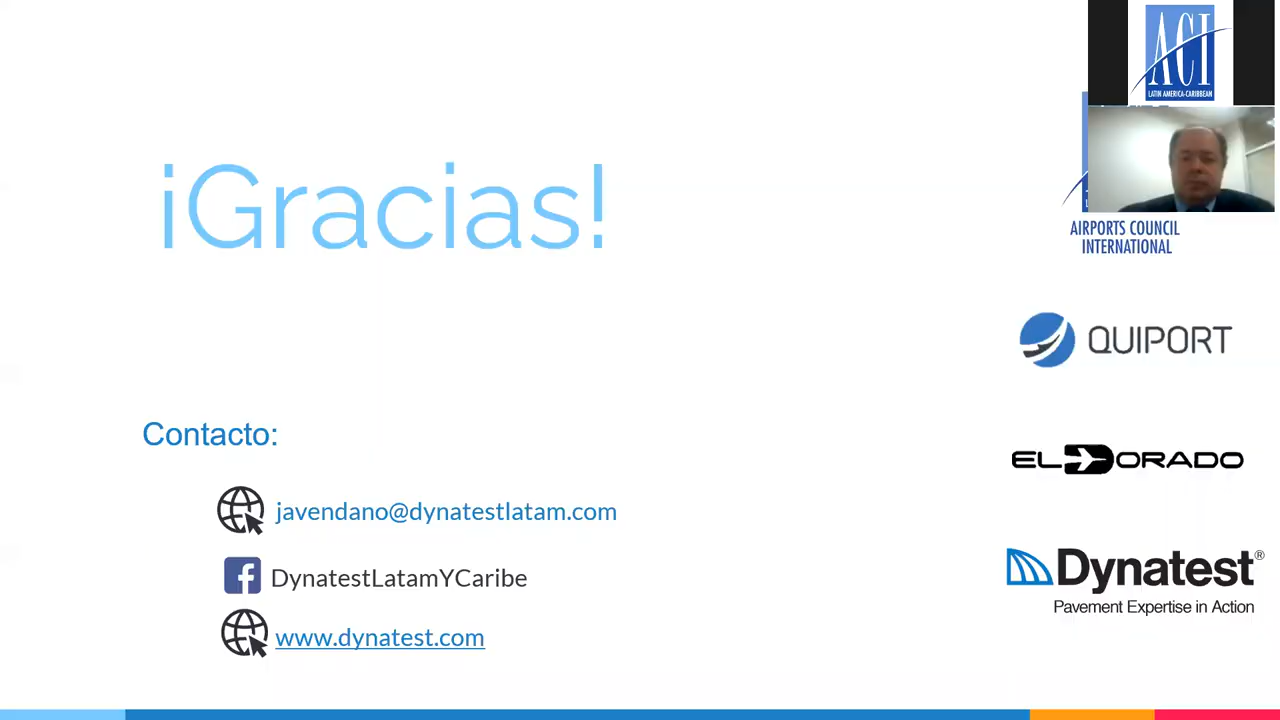 ¡Gracias!
Contacto:
javendano@dynatestlatam.com
DynatestLatamYCaribe
www.dynatest.com
ACI
LATIN AMERICA-CARIBBEAN
AIRPORTS COUNCIL
INTERNATIONAL
QUIPORT
EL DORADO
Dynatest®
Pavement Expertise in Action